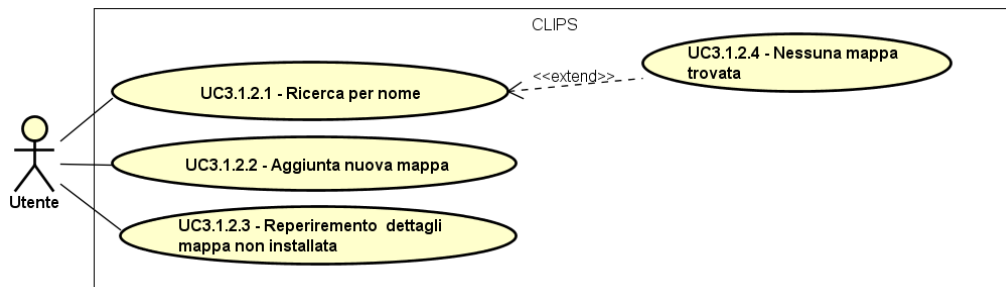 CLIPS
UC3.1.2.4 - Nessuna mappa
trovata
<<extend>>
UC3.1.2.1 - Ricerca per nome
UC3.1.2.2 - Aggiunta nuova mappa
Utente
UC3.1.2.3 - Reperiremento dettagli
mappa non installata